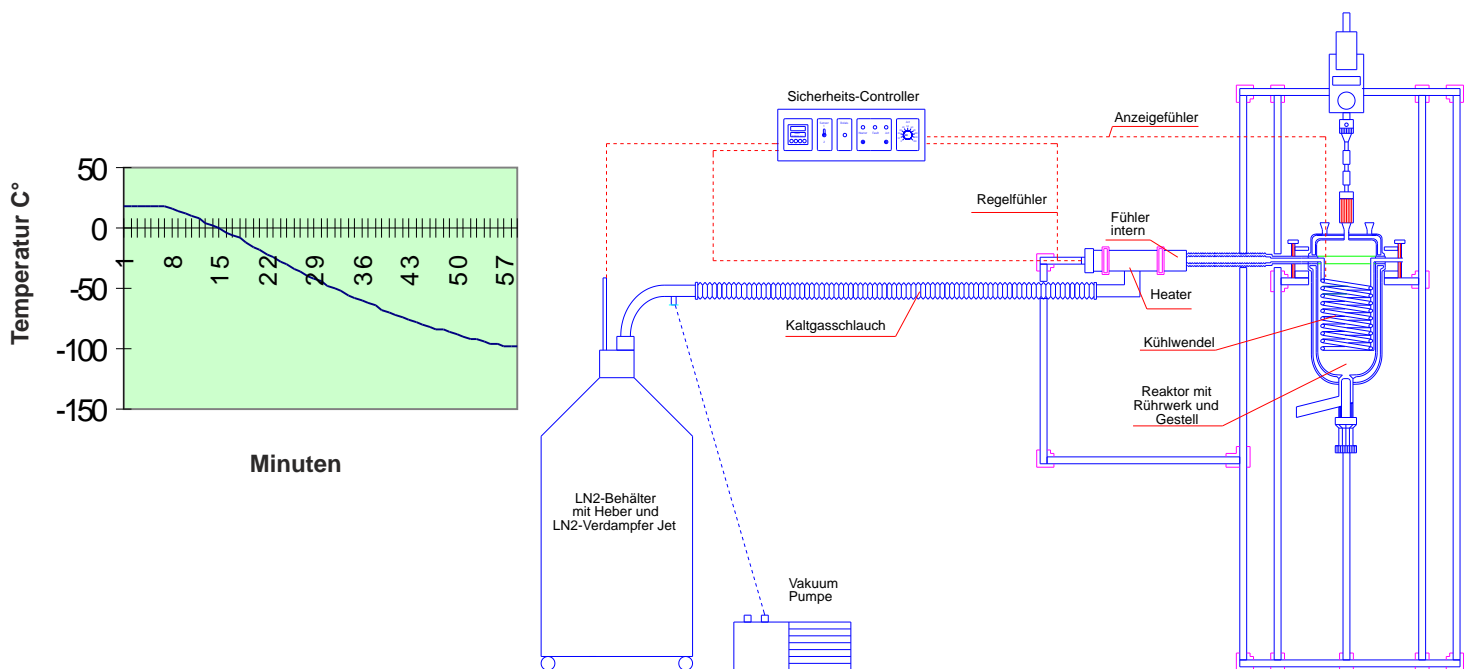 Temperatur C°
50
0
-50
-100
-150
1
8
15
22
29
36
43
50
57
Minuten
Sicherheits-Controller
Anzeigefühler
Regelfühler
Fühler
intern
Heater
Kaltgasschlauch
Kühlwendel
Reaktor mit
Rührwerk und
Gestell
LN2-Behälter
mit Heber und
LN2-Verdampfer Jet
Vakuum
Pumpe